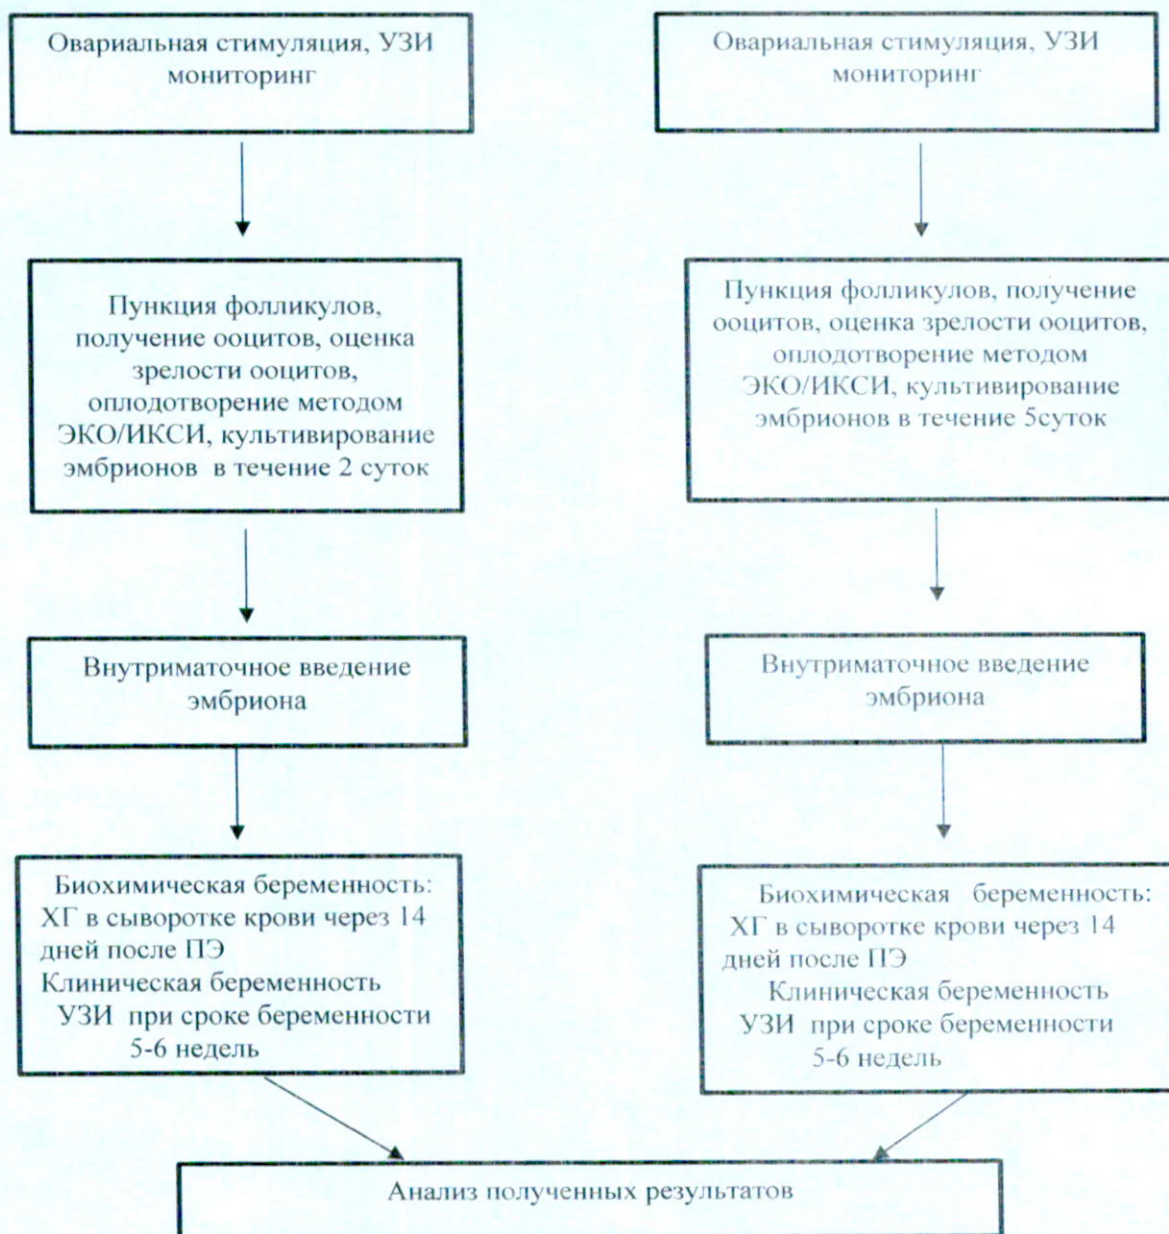 Овариальная стимуляция, УЗИ
мониторинг
Пункция фолликулов,
получение ооцитов, оценка
зрелости ооцитов,
оплодотворение методом
ЭКО/ИКСИ, культивирование
эмбрионов в течение 2 суток
Внутриматочное введение
эмбриона
Биохимическая беременность:
ХГ в сыворотке крови через 14
дней после ПЭ
Клиническая беременность
УЗИ при сроке беременности
5-6 недель
Овариальная стимуляция, УЗИ
мониторинг
Пункция фолликулов, получение
ооцитов, оценка зрелости ооцитов,
оплодотворение методом
ЭКО/ИКСИ, культивирование
эмбрионов в течение 5суток
Внутриматочное введение
эмбриона
Биохимическая беременность:
ХГ в сыворотке крови через 14
дней после ПЭ
Клиническая беременность
УЗИ при сроке беременности
5-6 недель
Анализ полученных результатов